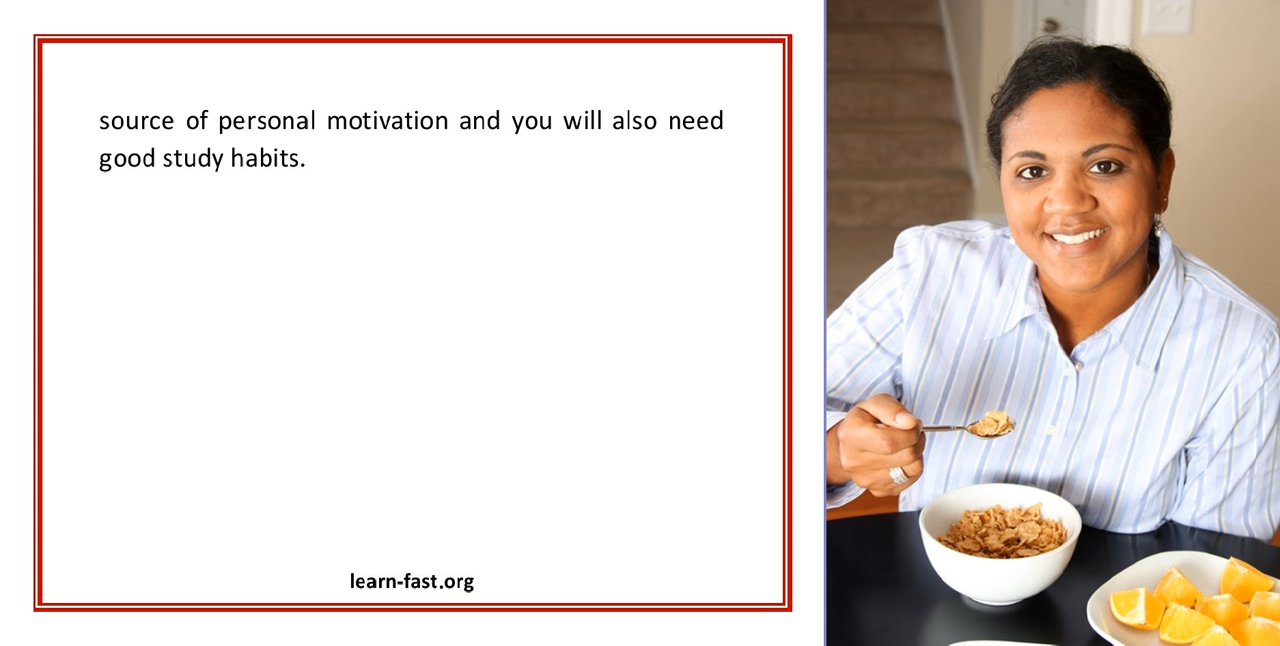 source of personal motivation and you will also need
good study habits.
learn-fast.org